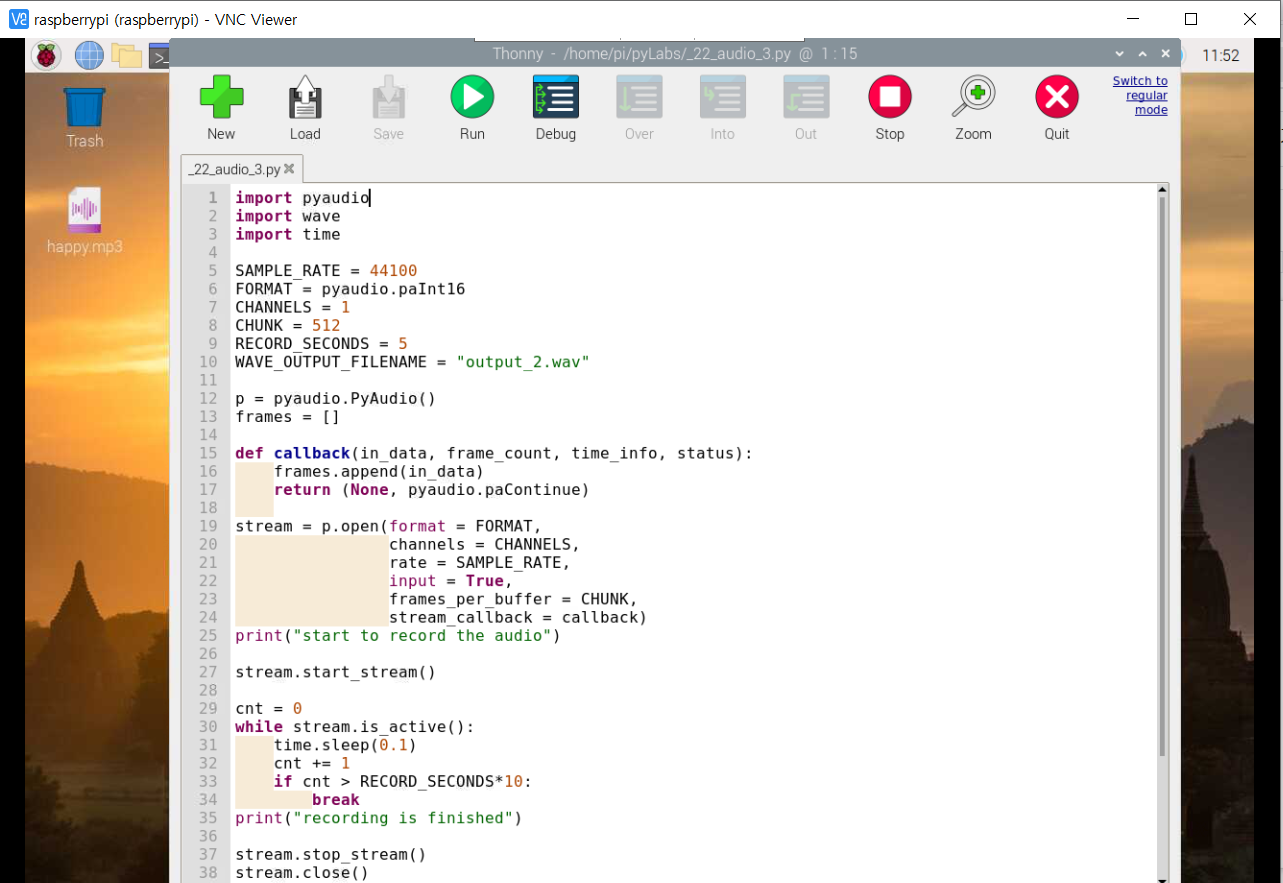 raspberrypi (raspberrypi) - VNC Viewer
Thonny - /home/pi/pyLabs/_22_audio_3.py @ 1 : 15
11:52
New
Load
Save
Run
Debug
Over
Into
Out
Stop
Zoom
Quit
Switch to
regular
mode
Trash
happy.mp3
_22_audio_3.py
1 import pyaudio
2 import wave
3 import time
4
5 SAMPLE_RATE = 44100
6 FORMAT = pyaudio.paInt16
7 CHANNELS = 1
8 CHUNK = 512
9 RECORD_SECONDS = 5
10 WAVE_OUTPUT_FILENAME = "output_2.wav"
11
12 p = pyaudio.PyAudio()
13 frames = []
14
15 def callback(in_data, frame_count, time_info, status):
16     frames.append(in_data)
17     return (None, pyaudio.paContinue)
18
19 stream = p.open(format = FORMAT,
20                 channels = CHANNELS,
21                 rate = SAMPLE_RATE,
22                 input = True,
23                 frames_per_buffer = CHUNK,
24                 stream_callback = callback)
25 print("start to record the audio")
26
27 stream.start_stream()
28
29 cnt = 0
30 while stream.is_active():
31     time.sleep(0.1)
32     cnt += 1
33     if cnt > RECORD_SECONDS*10:
34         break
35 print("recording is finished")
36
37 stream.stop_stream()
38 stream.close()